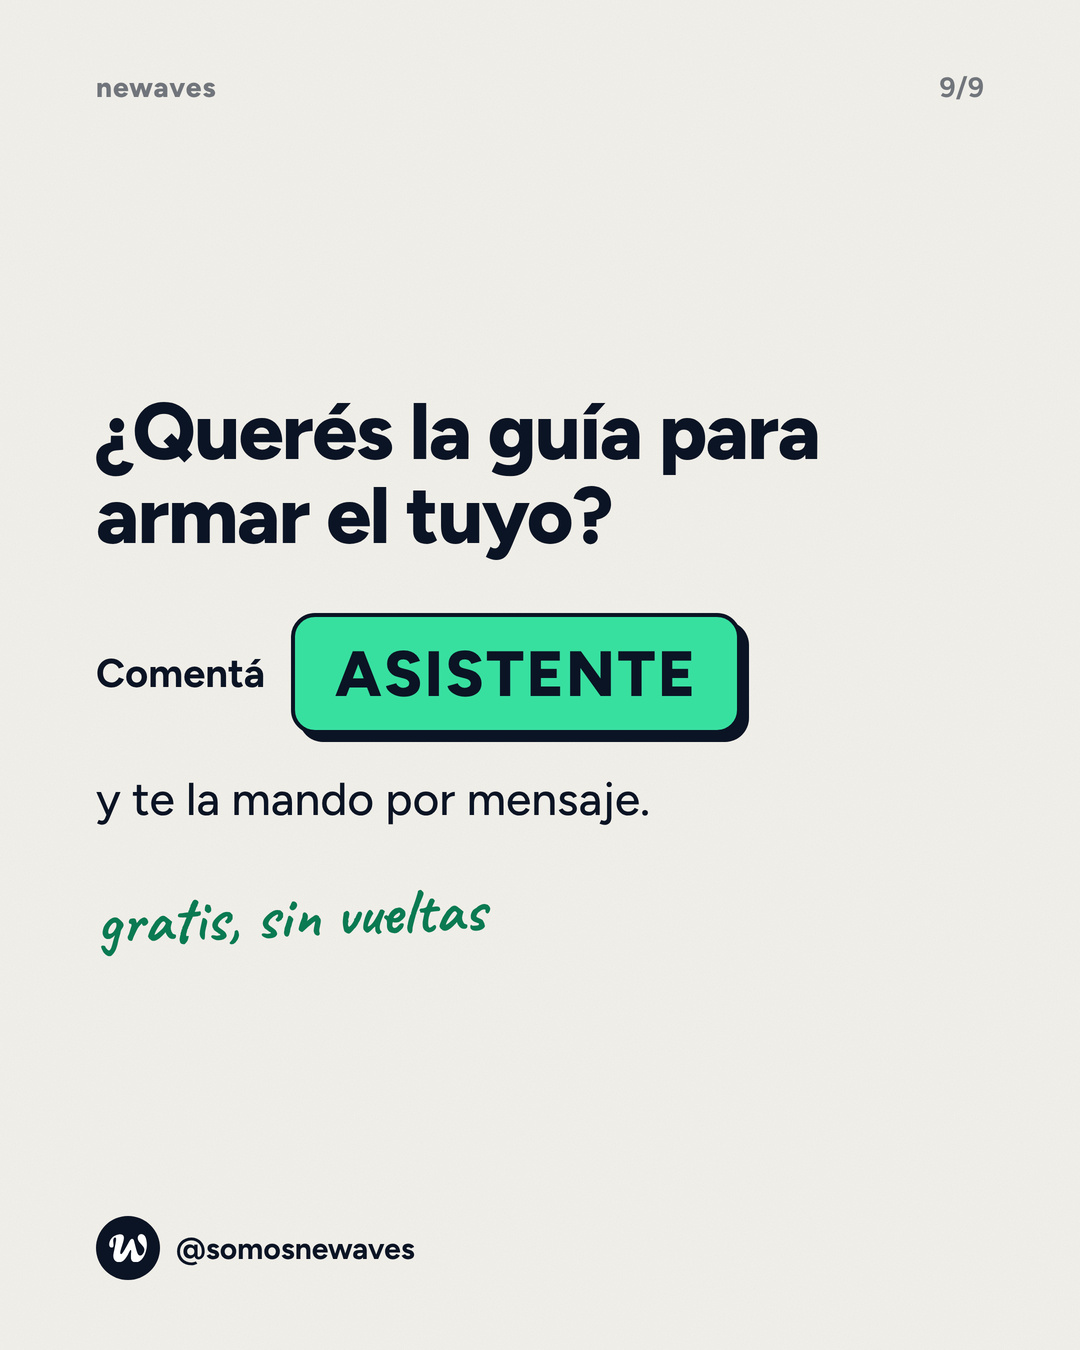 newaves
9/9
¿Querés la guía para
armar el tuyo?
Comentá ASISTENTE
y te la mando por mensaje.
gratis, sin vueltas
w @somosnewaves